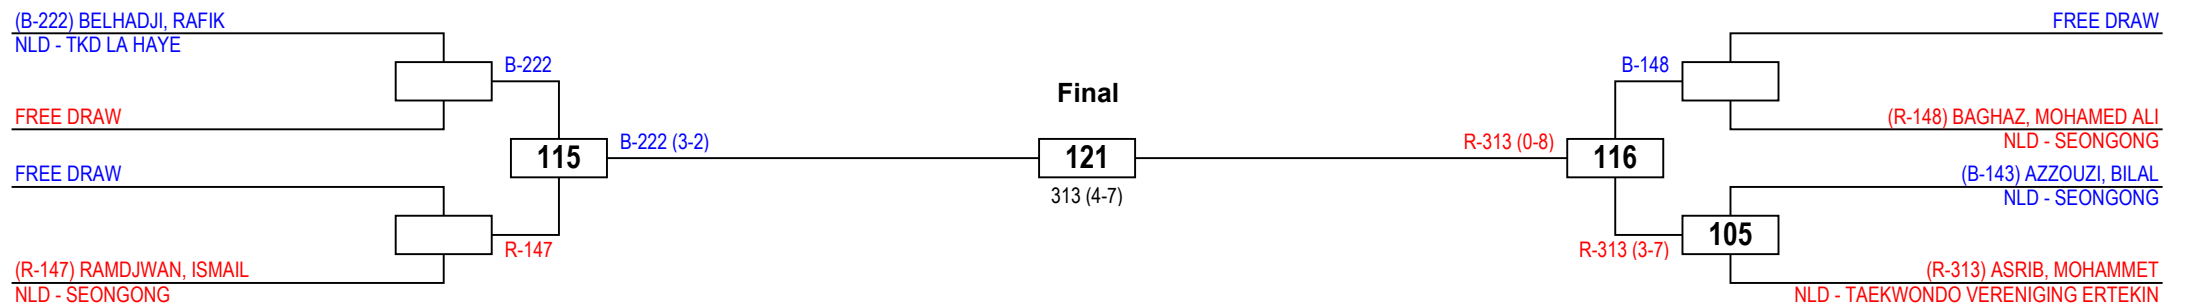 (B-222) BELHADJI, RAFIK
NLD - TKD LA HAYE
FREE DRAW
FREE DRAW
(R-147) RAMDJWAN, ISMAIL
NLD - SEONGONG
B-222
R-147
115
B-222 (3-2)
Final
121
313 (4-7)
R-313 (0-8)
116
B-148
R-313 (3-7)
105
FREE DRAW
(R-148) BAGHAZ, MOHAMED ALI
NLD - SEONGONG
(B-143) AZZOUZI, BILAL
NLD - SEONGONG
(R-313) ASRIB, MOHAMMET
NLD - TAEKWONDO VERENIGING ERTEKIN